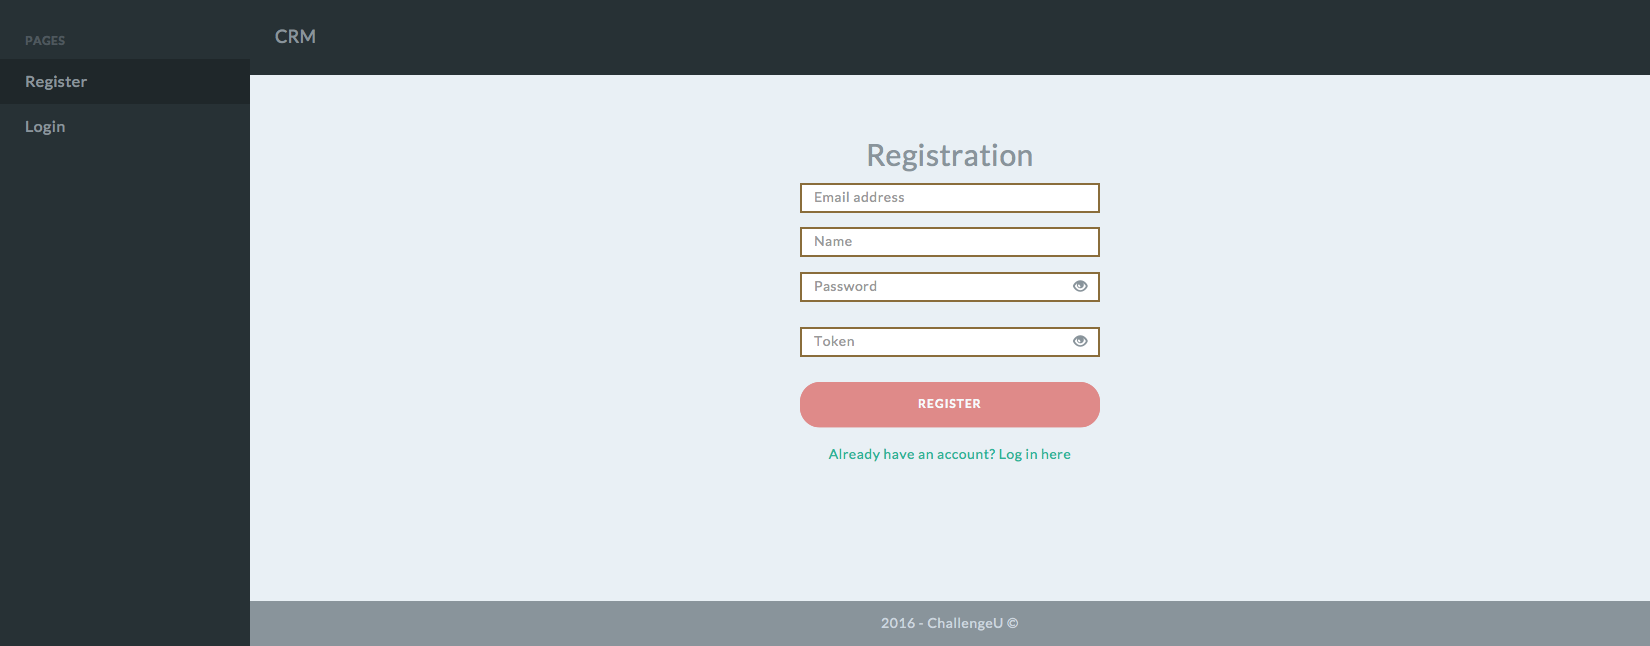 PAGES
Register
Login
CRM
Registration
Email address
Name
Password
Token
REGISTER
Already have an account? Log in here
2016 - ChallengeU ©